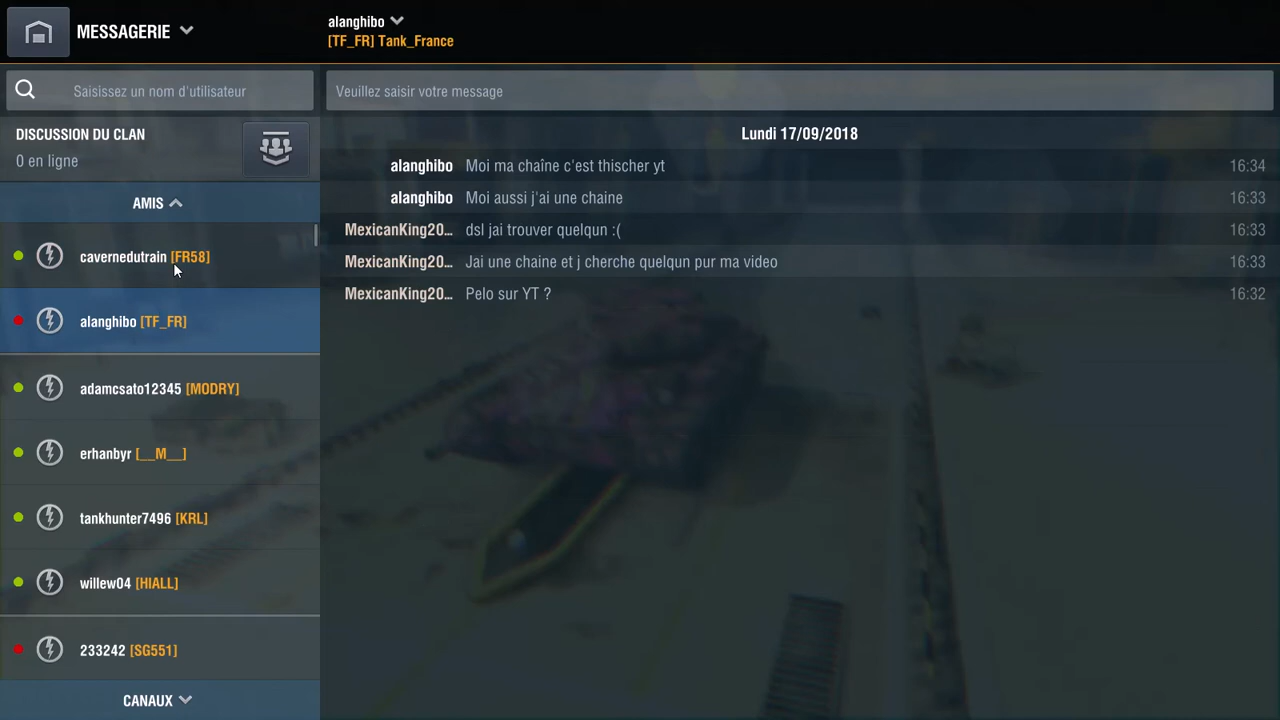 MESSAGERIE
alanghibo
[TF_FR] Tank_France
Saisissez un nom d'utilisateur
Veuillez saisir votre message
DISCUSSION DU CLAN
0 en ligne
AMIS
cavernedutrain [FR58]
alanghibo [TF_FR]
adamcsato12345 [MODRY]
erhanbyr [__M__]
tankhunter7496 [KRL]
willew04 [HIALL]
233242 [SG551]
CANAUX
Lundi 17/09/2018
alanghibo Moi ma chaîne c'est thischer yt 16:34
alanghibo Moi aussi j'ai une chaine 16:33
MexicanKing20... dsl jai trouver quelqun :( 16:33
MexicanKing20... Jai une chaine et j cherche quelqun pur ma video 16:33
MexicanKing20... Pelo sur YT ? 16:32